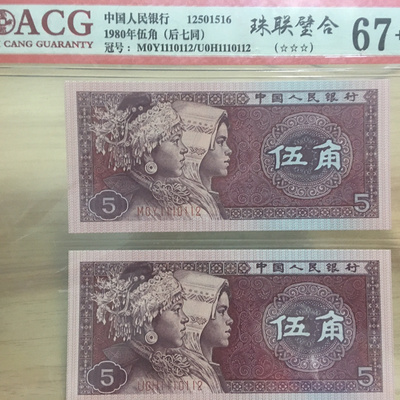 ACG
CANG GUARANTY
中国人民银行 12501516
1980年伍角 (后七同)
冠号: M0Y1110112/U0H1110112
珠联璧合
(☆☆☆)
67+
中国人民银行
伍角
5 M0Y1110112 5
中国人民银行
伍角
5 U0H1110112 5